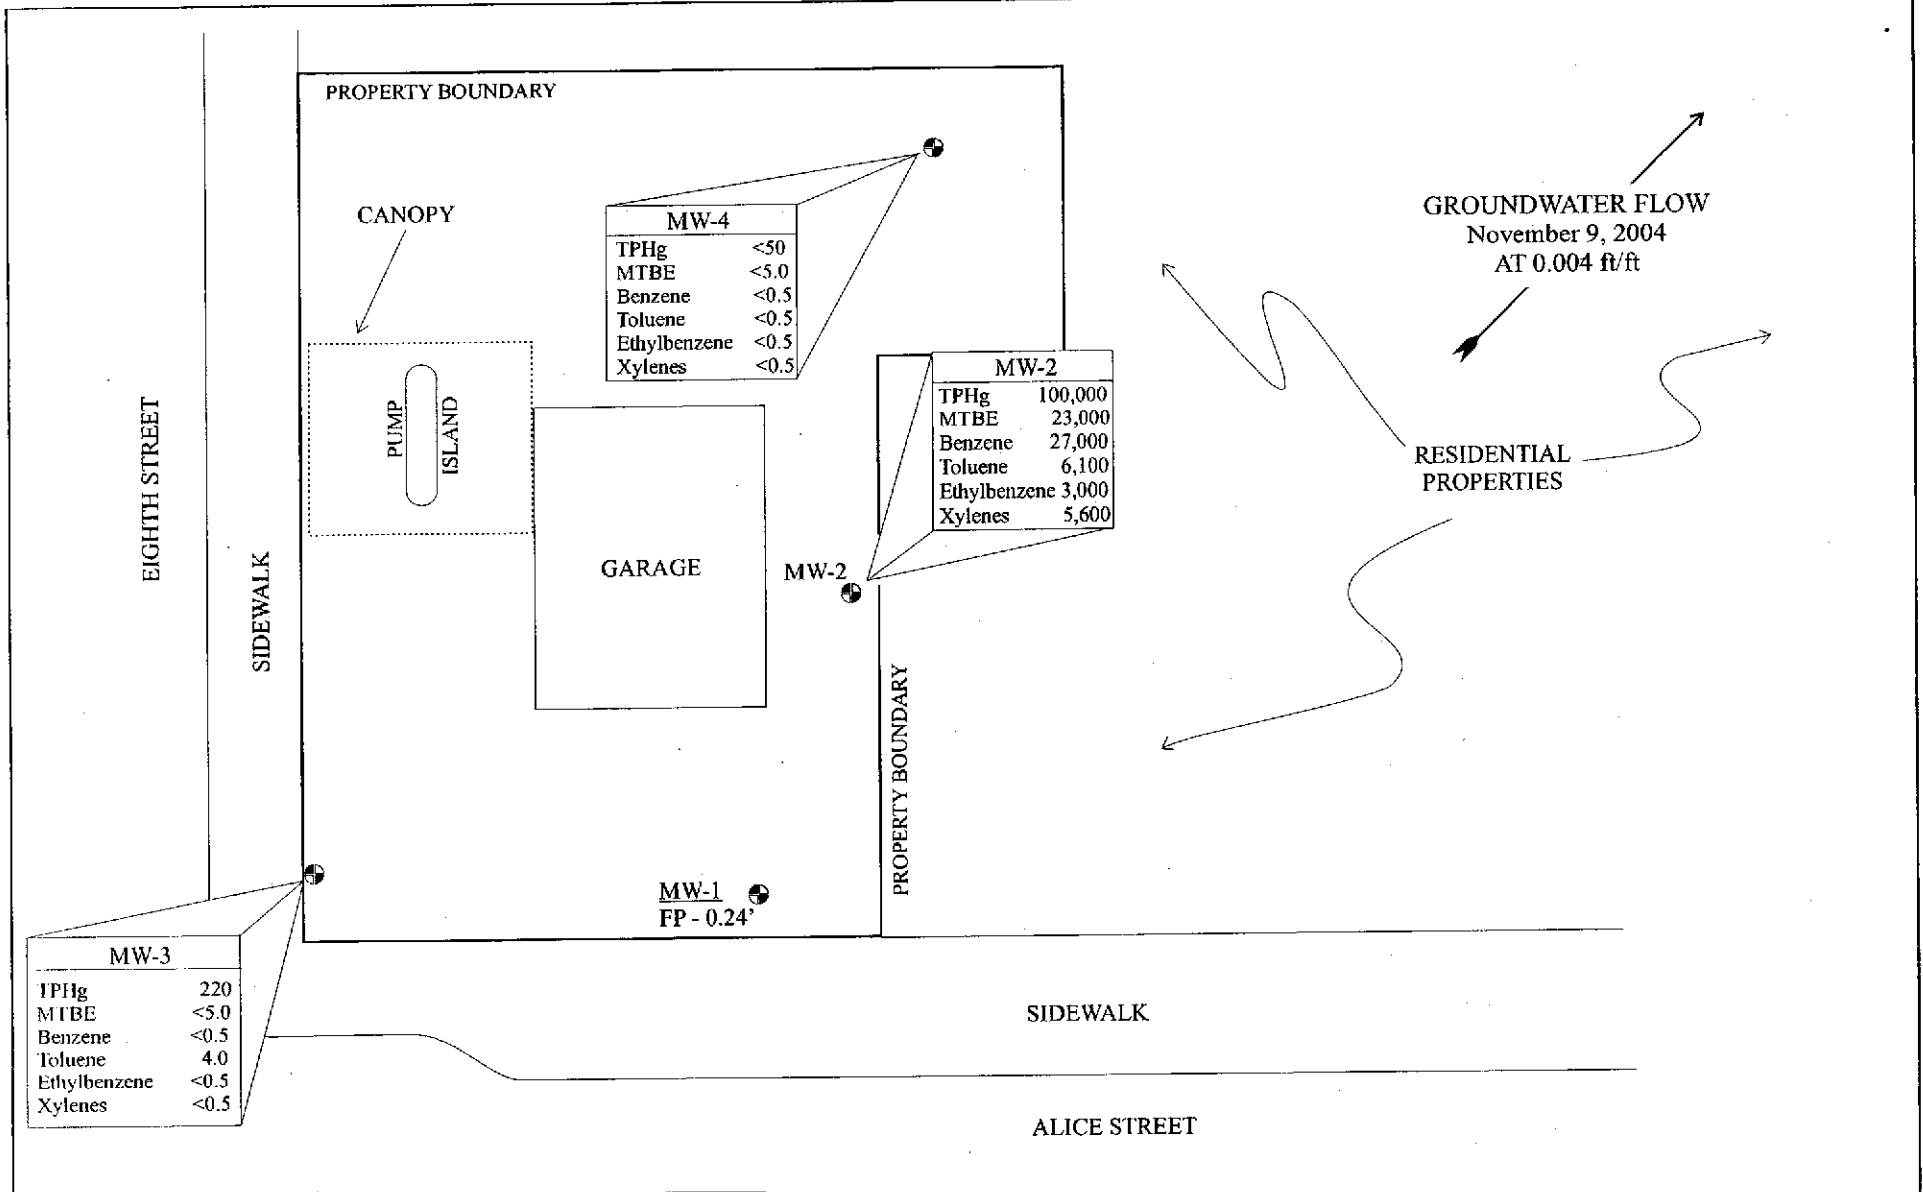 PROPERTY BOUNDARY
CANOPY
MW-4
TPHg <50
MTBE <5.0
Benzene <0.5
Toluene <0.5
Ethylbenzene <0.5
Xylenes <0.5
GROUNDWATER FLOW
November 9, 2004
AT 0.004 ft/ft
MW-2
TPHg 100,000
MTBE 23,000
Benzene 27,000
Toluene 6,100
Ethylbenzene 3,000
Xylenes 5,600
RESIDENTIAL
PROPERTIES
EIGHTH STREET
SIDEWALK
PUMP
ISLAND
GARAGE
MW-2
PROPERTY BOUNDARY
MW-1
FP - 0.24'
MW-3
TPHg 220
MTBE <5.0
Benzene <0.5
Toluene 4.0
Ethylbenzene <0.5
Xylenes <0.5
SIDEWALK
ALICE STREET